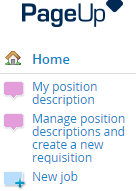 PageUp
Home
My position
description
Manage position
descriptions and
create a new
requisition
New job